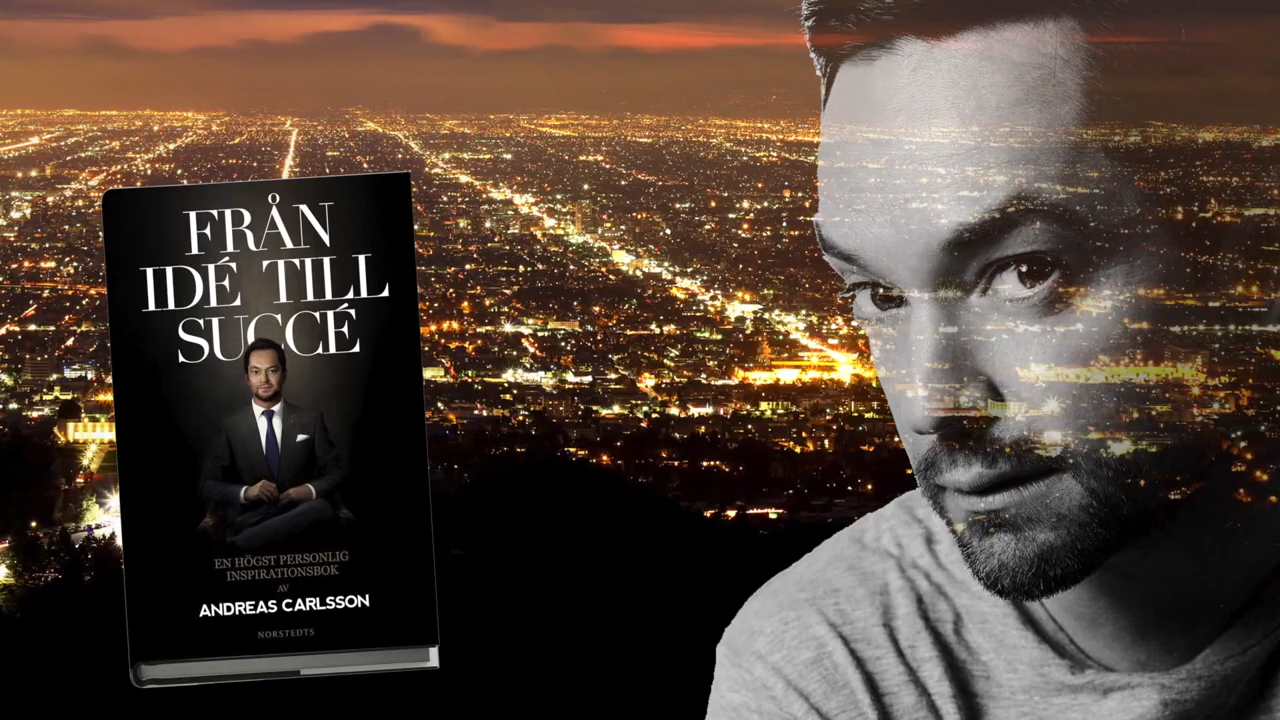 FRÅN
IDÉ TILL
SUCCÉ
EN HÖGST PERSONLIG
INSPIRATIONSBOK
AV
ANDREAS CARLSSON
NORSTEDTS